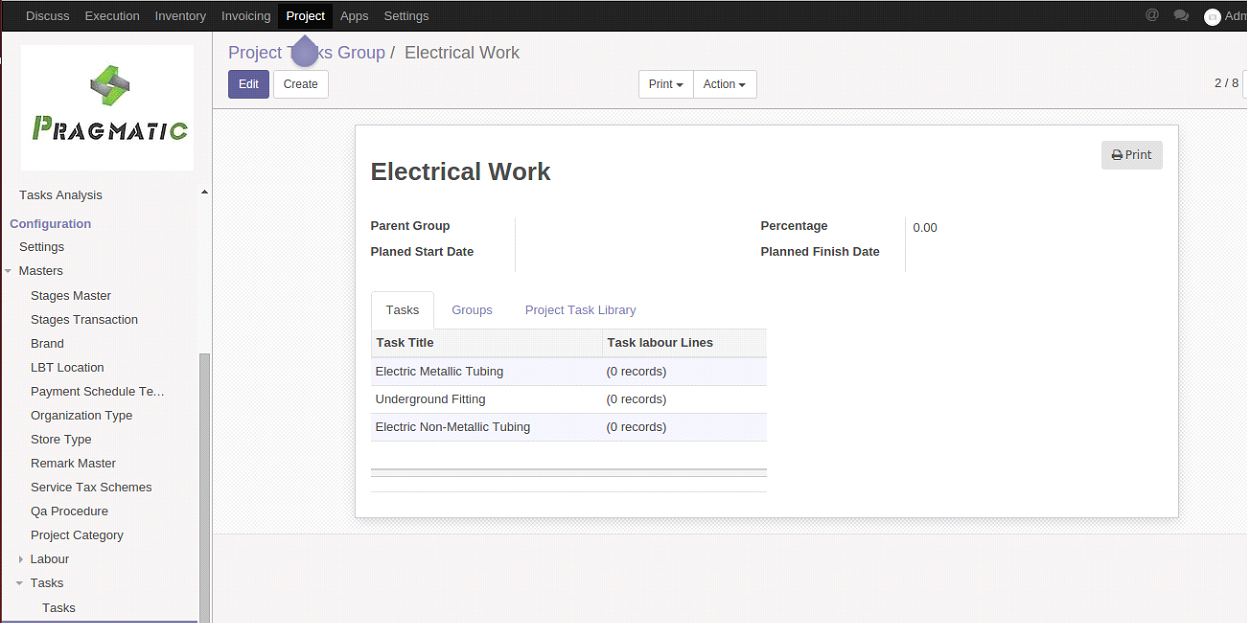 Discuss Execution Inventory Invoicing Project Apps Settings @ Adm
Project T ks Group / Electrical Work
Edit Create Print Action 2 / 8
PRAGMATIC
Tasks Analysis
Configuration
Settings
Masters
Stages Master
Stages Transaction
Brand
LBT Location
Payment Schedule Te...
Organization Type
Store Type
Remark Master
Service Tax Schemes
Qa Procedure
Project Category
Labour
Tasks
Tasks
Print
Electrical Work
Parent Group Percentage 0.00
Planed Start Date Planned Finish Date
Tasks Groups Project Task Library
Task Title Task labour Lines
Electric Metallic Tubing (0 records)
Underground Fitting (0 records)
Electric Non-Metallic Tubing (0 records)